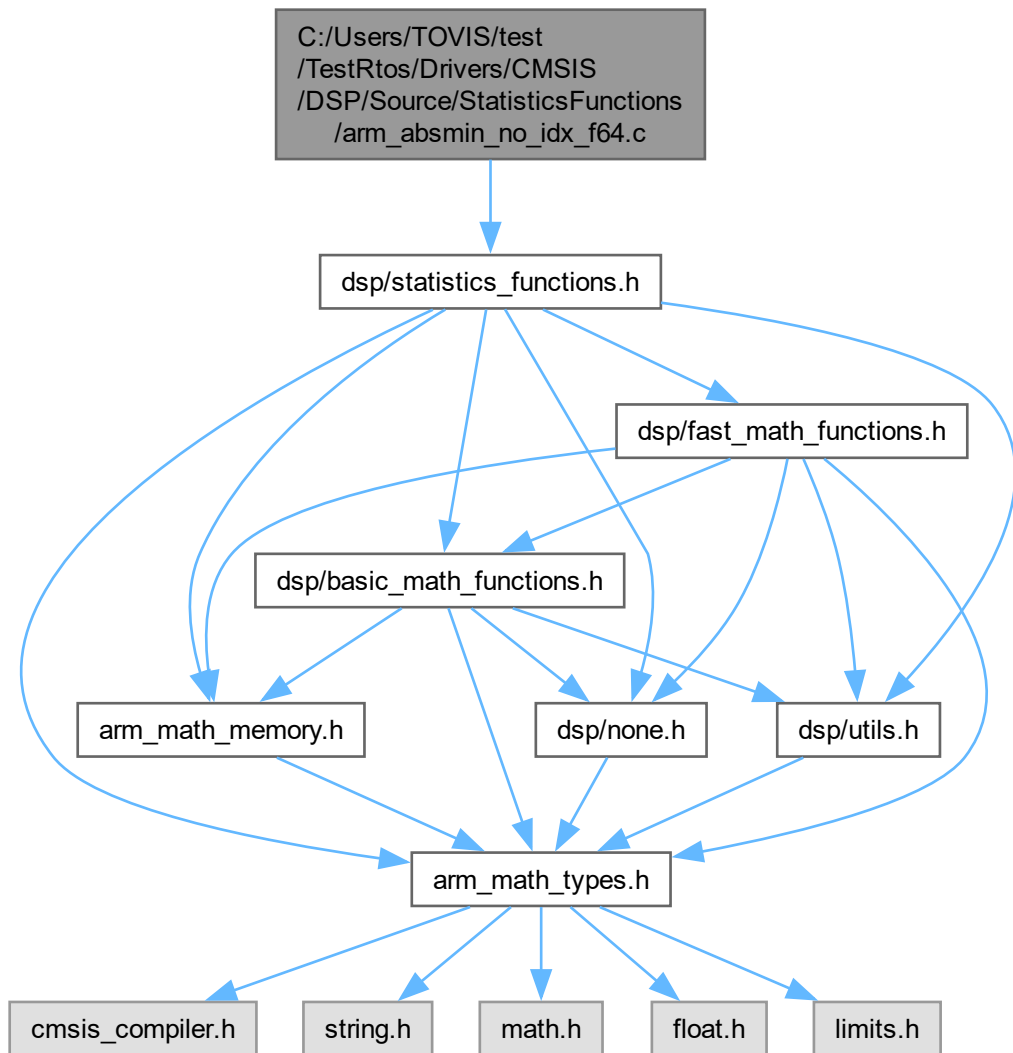 C:/Users/TOVIS/test
/TestRtos/Drivers/CMSIS
/DSP/Source/StatisticsFunctions
/arm_absmin_no_idx_f64.c
dsp/statistics_functions.h
dsp/fast_math_functions.h
dsp/basic_math_functions.h
arm_math_memory.h
dsp/none.h
dsp/utils.h
arm_math_types.h
cmsis_compiler.h
string.h
math.h
float.h
limits.h